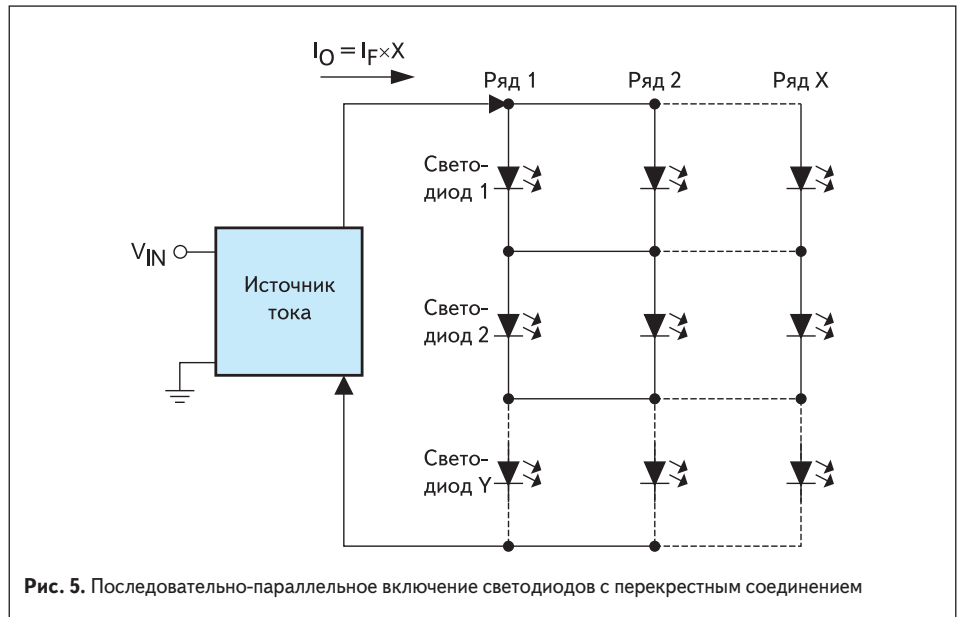 I_O = I_F×X
Ряд 1 Ряд 2 Ряд X
Свето-
диод 1
V_IN
Источник
тока
Свето-
диод 2
Свето-
диод Y
Рис. 5. Последовательно-параллельное включение светодиодов с перекрестным соединением